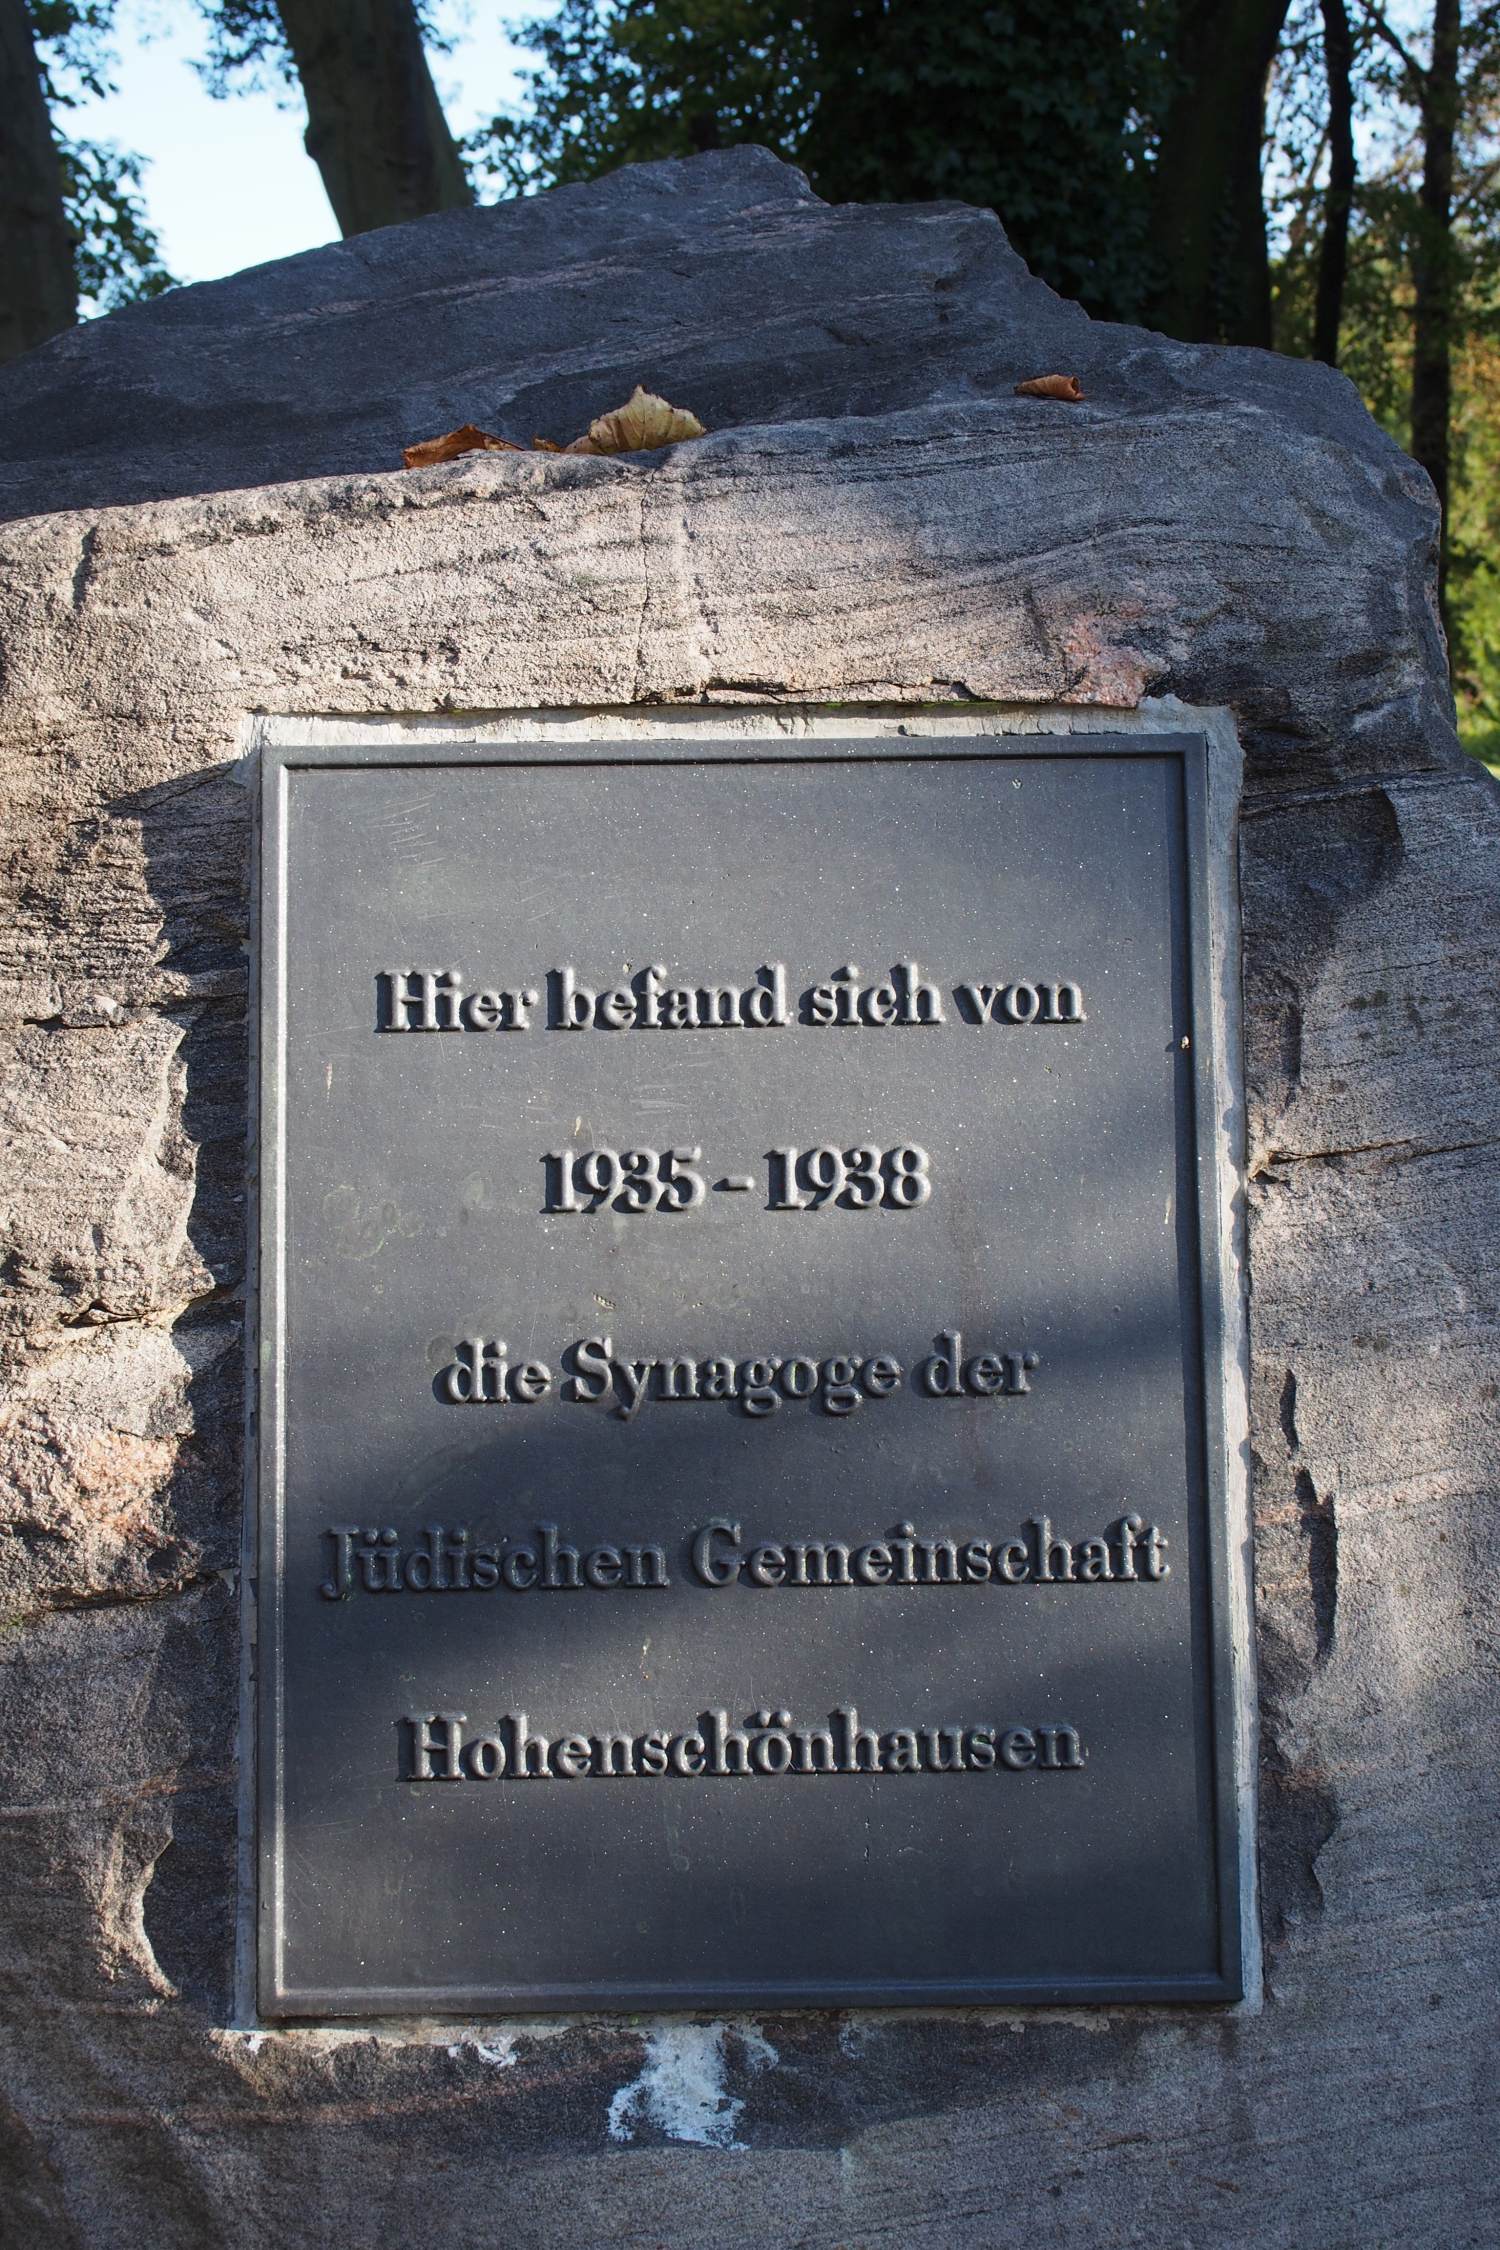 Hier befand sich von
1935 - 1938
die Synagoge der
Jüdischen Gemeinschaft
Hohenschönhausen